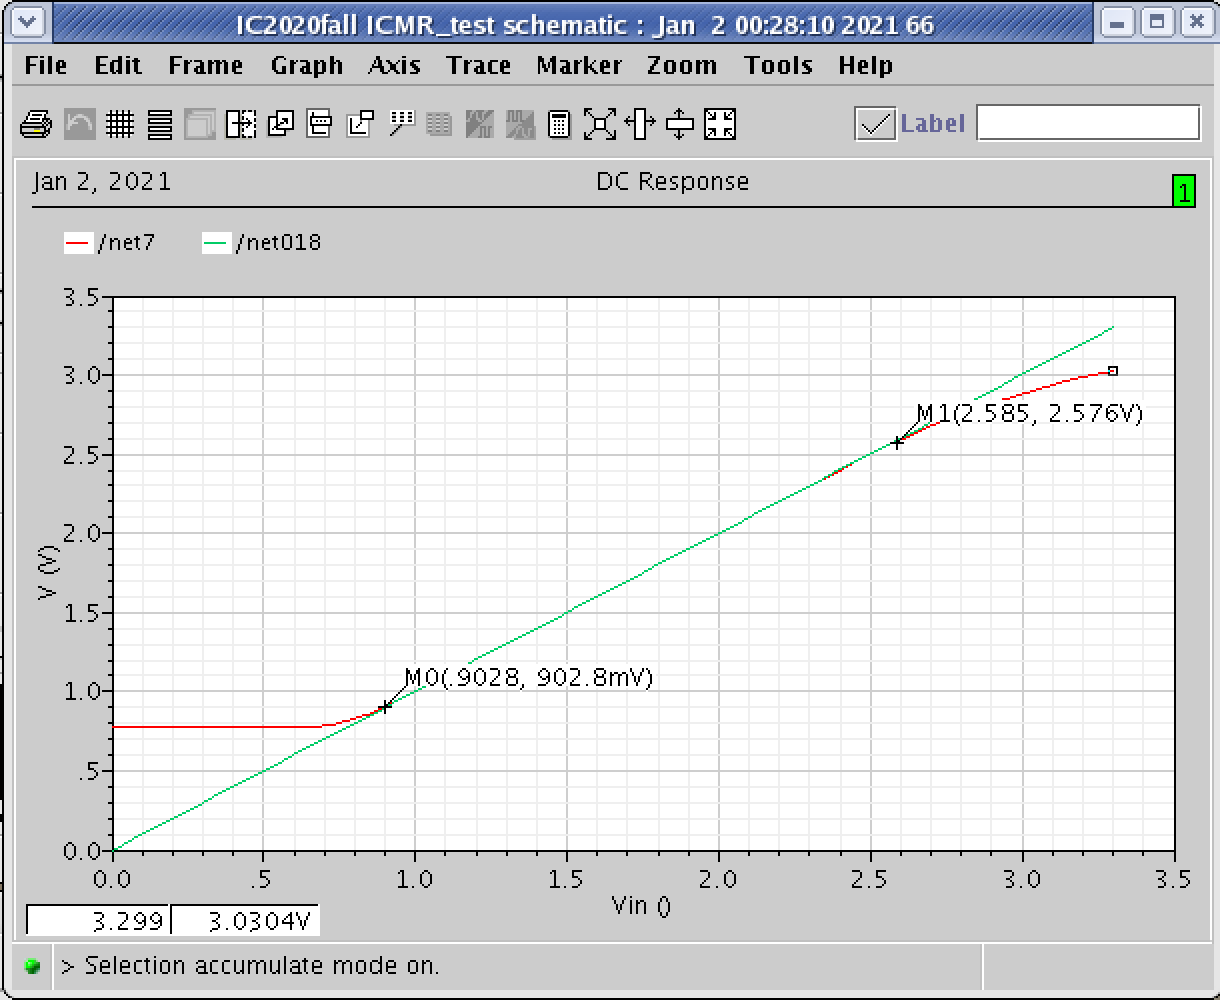 IC2020fall ICMR_test schematic : Jan 2 00:28:10 2021 66
File Edit Frame Graph Axis Trace Marker Zoom Tools Help
Label
Jan 2, 2021 DC Response 1
/net7 /net018
3.5
3.0
M1(2.585, 2.576V)
2.5
2.0
V (V)
1.5
M0(.9028, 902.8mV)
1.0
.5
0.0
0.0 .5 1.0 1.5 2.0 2.5 3.0 3.5
Vin ()
3.299 3.0304V
> Selection accumulate mode on.